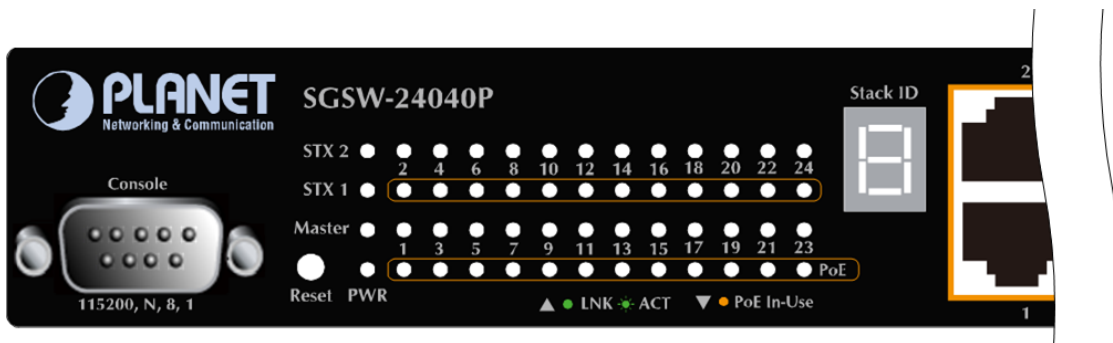 PLANET
Networking & Communication
SGSW-24040P
Stack ID
2
STX 2
2 4 6 8 10 12 14 16 18 20 22 24
STX 1
Console
Master
1 3 5 7 9 11 13 15 17 19 21 23
PoE
Reset PWR
115200, N, 8, 1
LNK ACT PoE In-Use
1